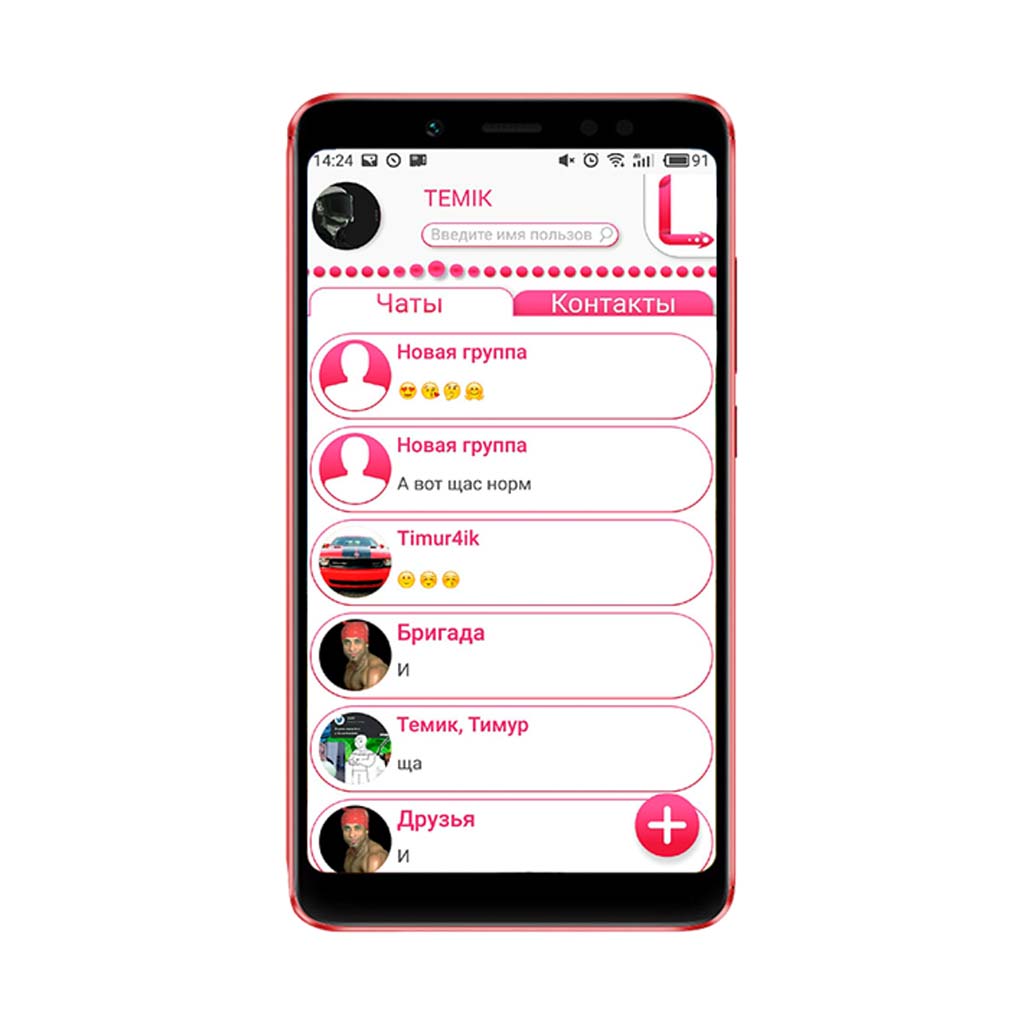 14:24
91
TEMIK
Введите имя пользов
Чаты
Контакты
Новая группа
😍😘🤔🤗
Новая группа
А вот щас норм
Timur4ik
🙂☺️😙
Бригада
И
Темик, Тимур
ща
Друзья
И